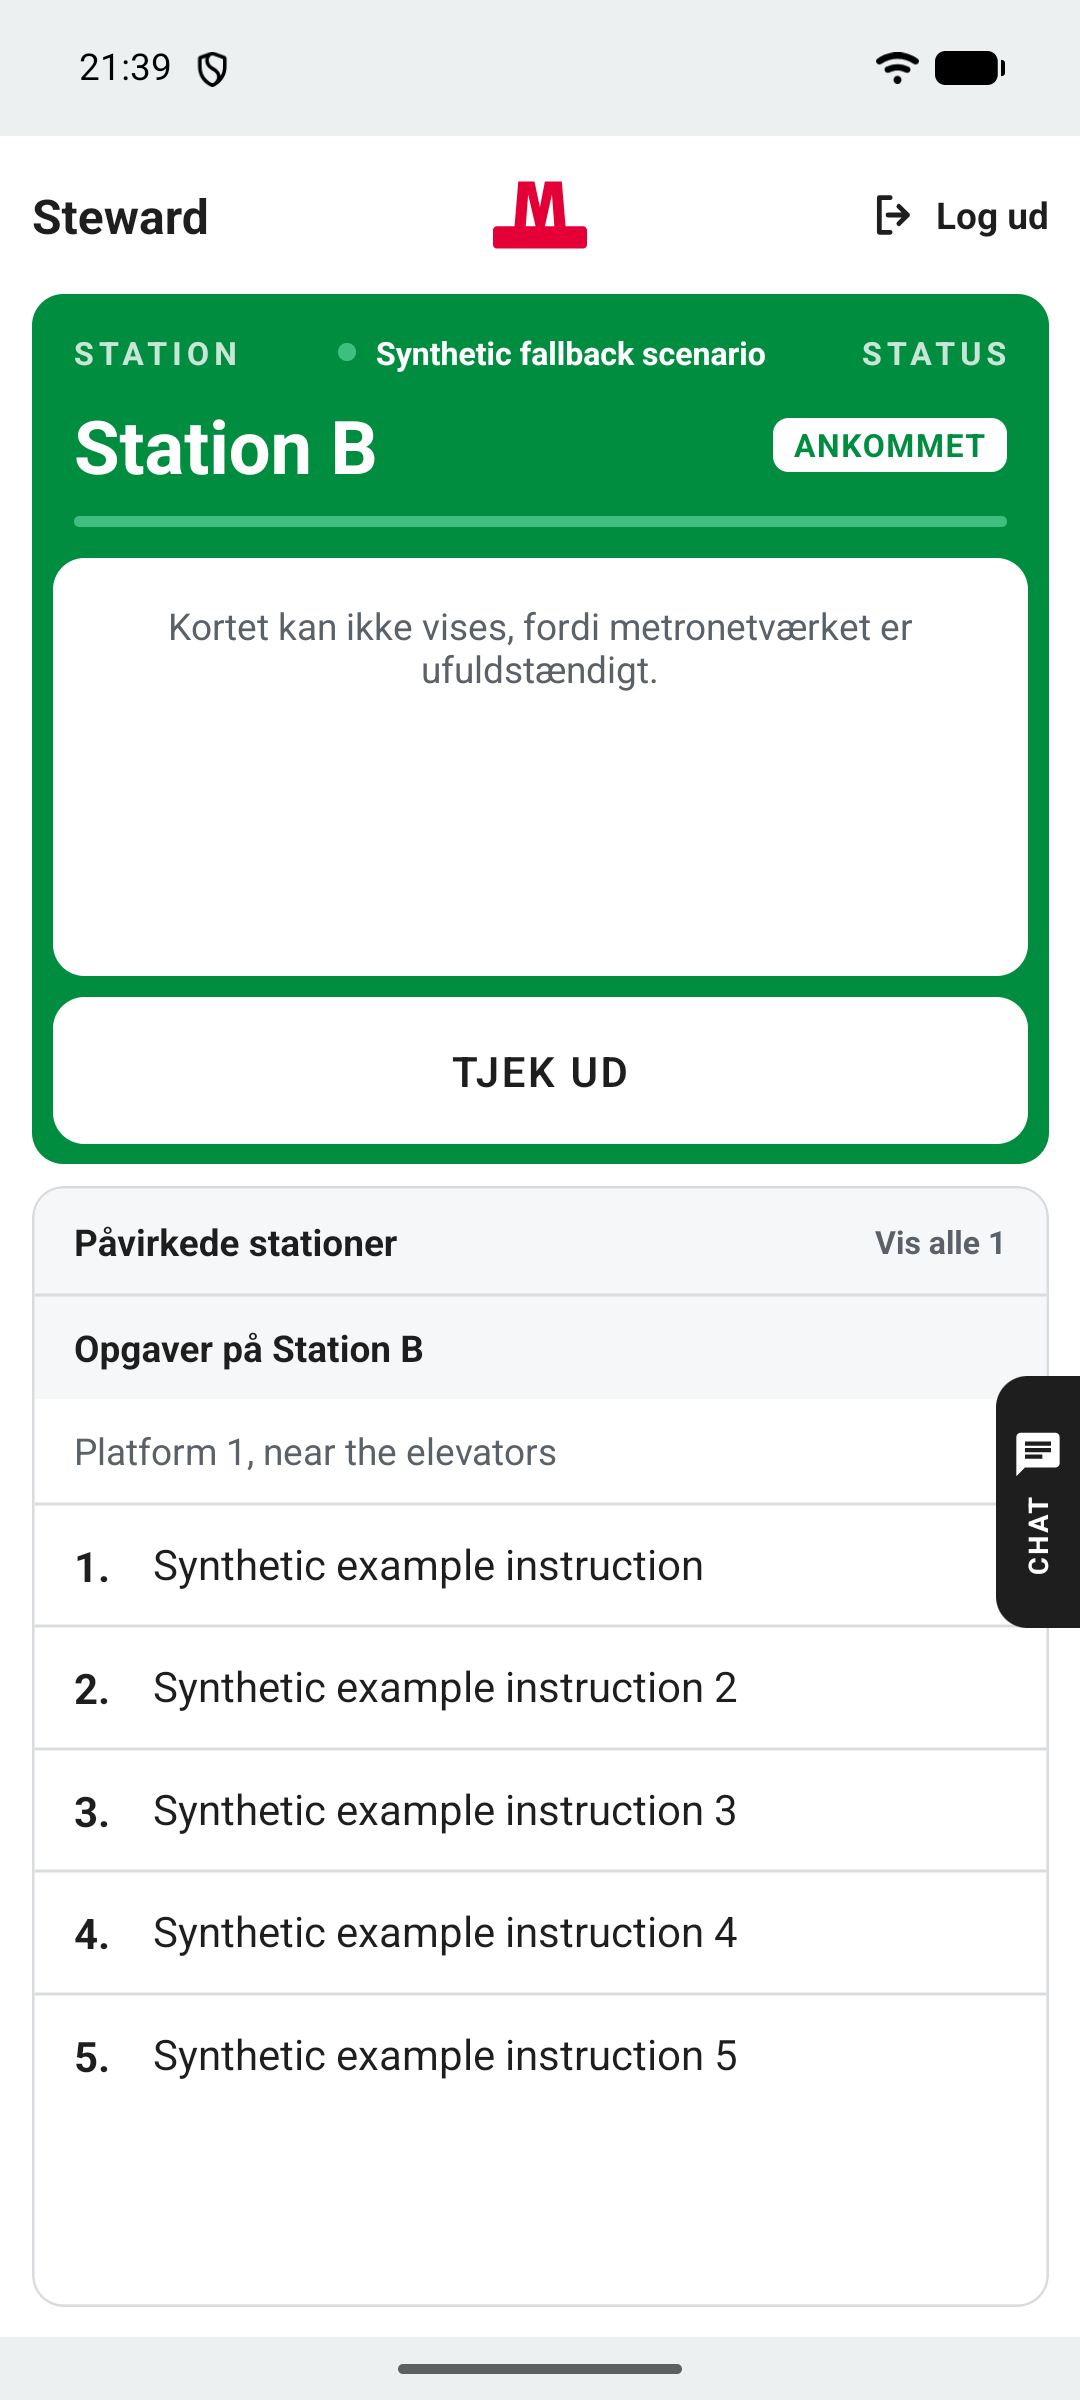 21:39
Steward
M
Log ud
STATION
Synthetic fallback scenario
STATUS
Station B
ANKOMMET
Kortet kan ikke vises, fordi metronetværket er
ufuldstændigt.
TJEK UD
Påvirkede stationer
Vis alle 1
Opgaver på Station B
Platform 1, near the elevators
CHAT
1. Synthetic example instruction
2. Synthetic example instruction 2
3. Synthetic example instruction 3
4. Synthetic example instruction 4
5. Synthetic example instruction 5